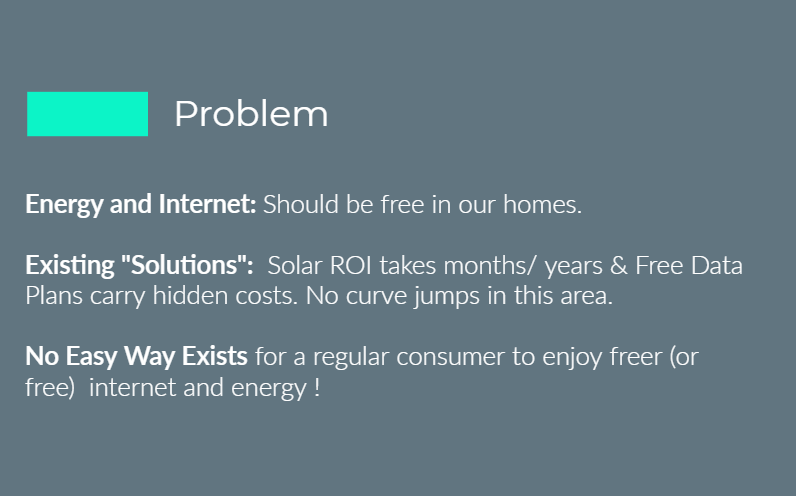 Problem
Energy and Internet: Should be free in our homes.
Existing "Solutions":  Solar ROI takes months/ years & Free Data
Plans carry hidden costs. No curve jumps in this area.
No Easy Way Exists for a regular consumer to enjoy freer (or
free)  internet and energy !